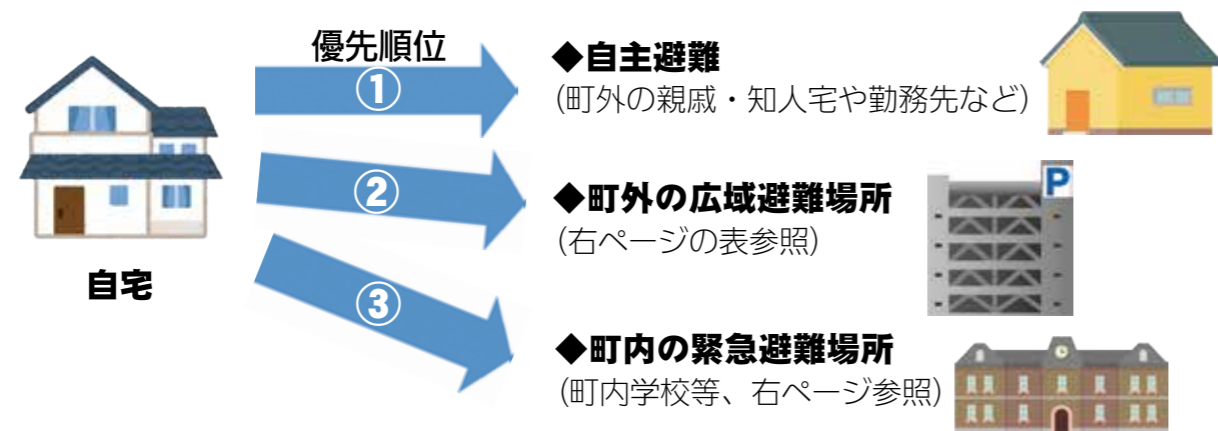 優先順位
①
◆自主避難
(町外の親戚・知人宅や勤務先など)
②
◆町外の広域避難場所
(右ページの表参照)
P
自宅
③
◆町内の緊急避難場所
(町内学校等、右ページ参照)